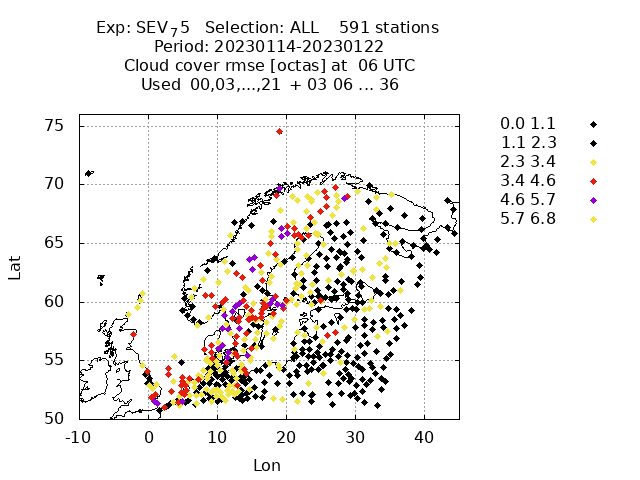 Exp: SEV75 Selection: ALL 591 stations
Period: 20230114-20230122
Cloud cover rmse [octas] at 06 UTC
Used 00,03,...,21 + 03 06 ... 36
0.0 1.1
1.1 2.3
2.3 3.4
3.4 4.6
4.6 5.7
5.7 6.8
75
70
65
60
55
50
Lat
-10 0 10 20 30 40
Lon